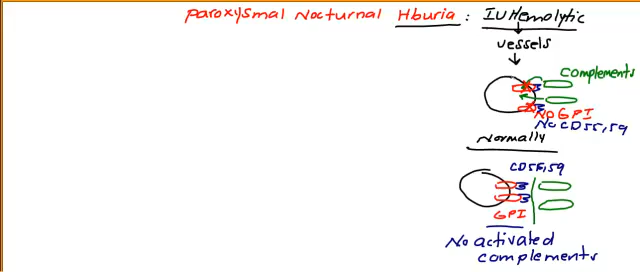 Paroxysmal Nocturnal Hburia : IV Hemolytic
vessels
complements
No GPI
No CD55,59
Normally
CD55,59
GPI
No activated
complements